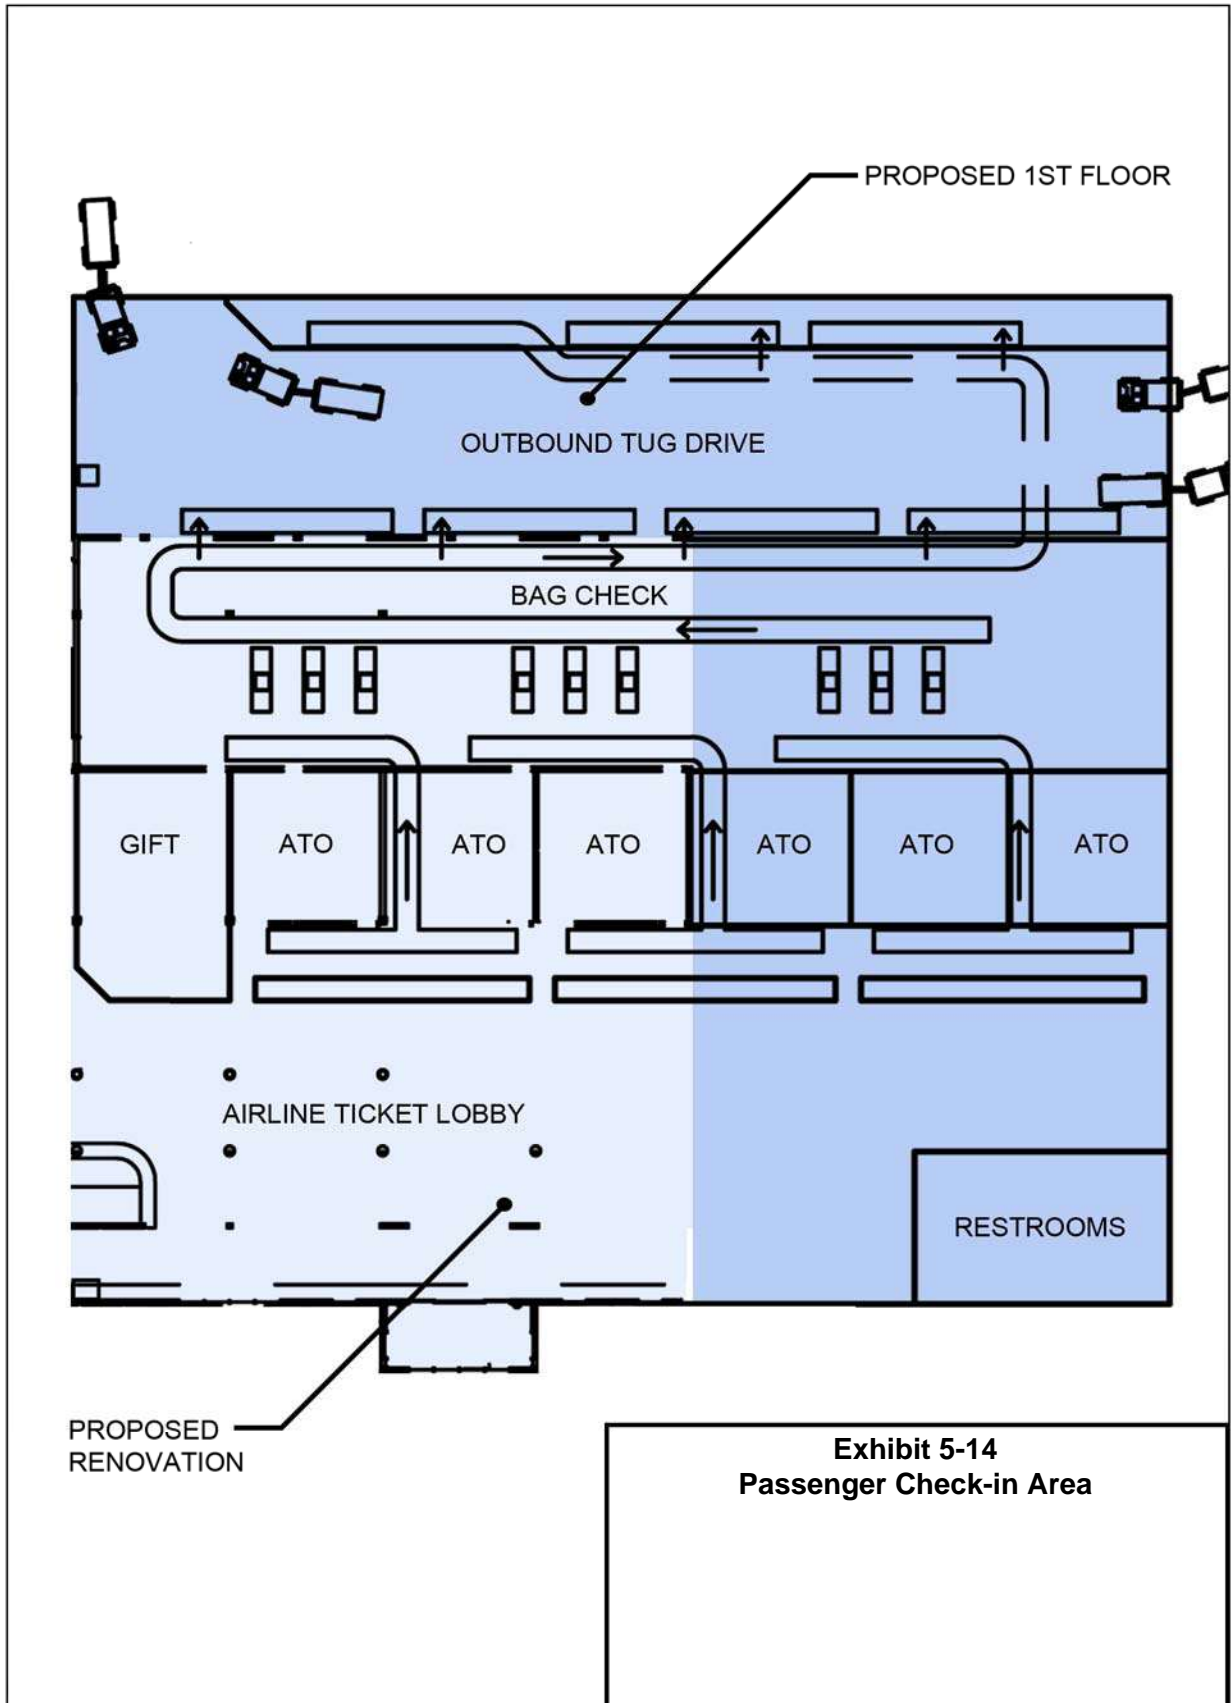 PROPOSED 1ST FLOOR
OUTBOUND TUG DRIVE
BAG CHECK
GIFT
ATO
ATO
ATO
ATO
ATO
ATO
AIRLINE TICKET LOBBY
RESTROOMS
PROPOSED
RENOVATION
Exhibit 5-14
Passenger Check-in Area